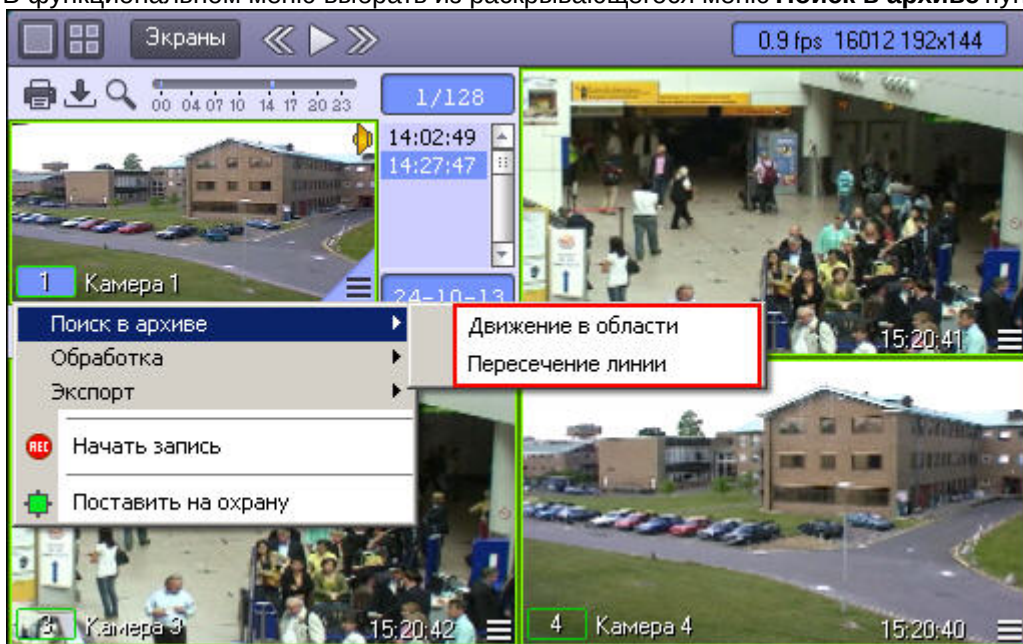 В функциональном меню выбрать из раскрывающегося меню Поиск в архиве
Экраны
0.9 fps 16012 192x144
00 04 07 10 14 17 20 23
1/128
14:02:49
14:27:47
1 Камера 1
24-10-13
Поиск в архиве
Движение в области
15:20:41
Обработка
Пересечение линии
Экспорт
REC Начать запись
Поставить на охрану
3 Камера 3
15:20:42
4 Камера 4
15:20:40